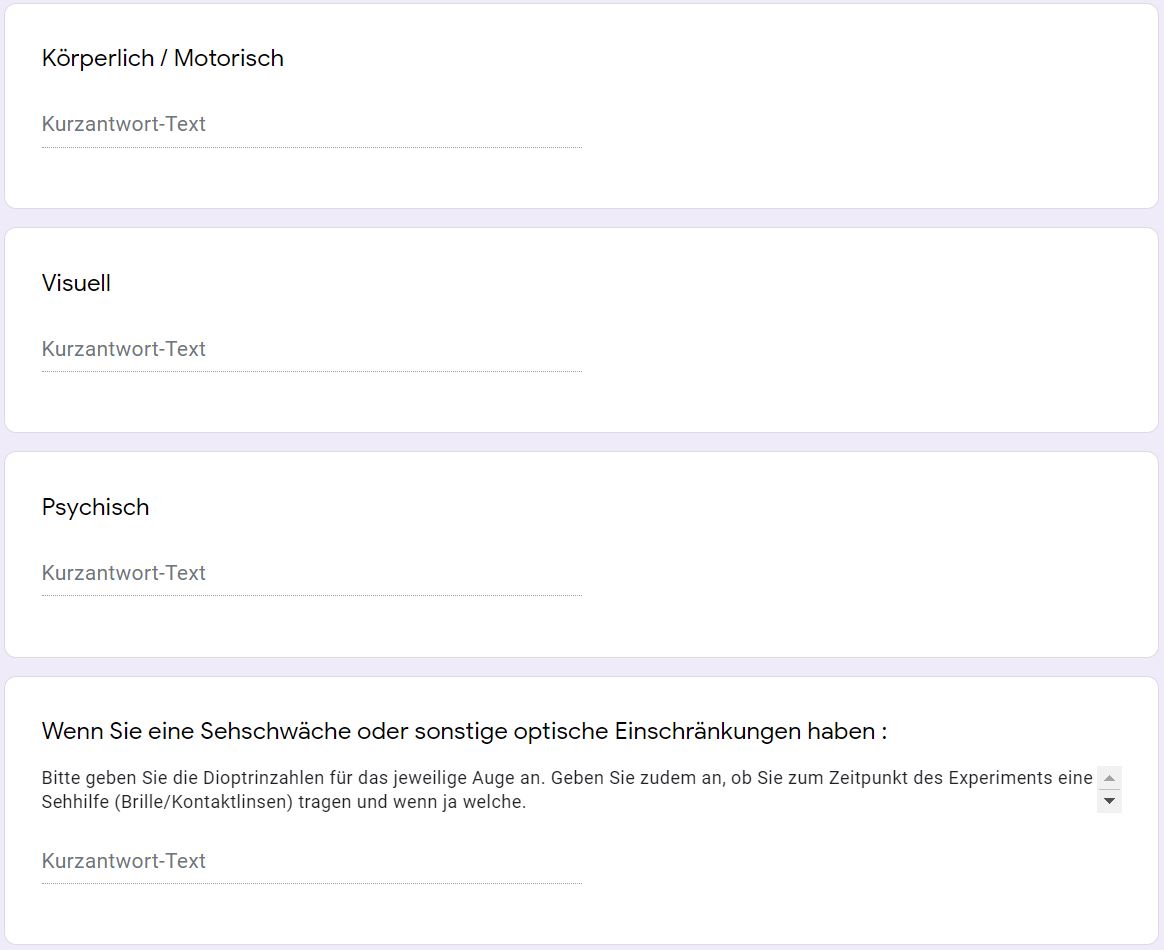 Körperlich / Motorisch
Kurzantwort-Text
Visuell
Kurzantwort-Text
Psychisch
Kurzantwort-Text
Wenn Sie eine Sehschwäche oder sonstige optische Einschränkungen haben :
Bitte geben Sie die Dioptrinzahlen für das jeweilige Auge an. Geben Sie zudem an, ob Sie zum Zeitpunkt des Experiments eine
Sehhilfe (Brille/Kontaktlinsen) tragen und wenn ja welche.
Kurzantwort-Text